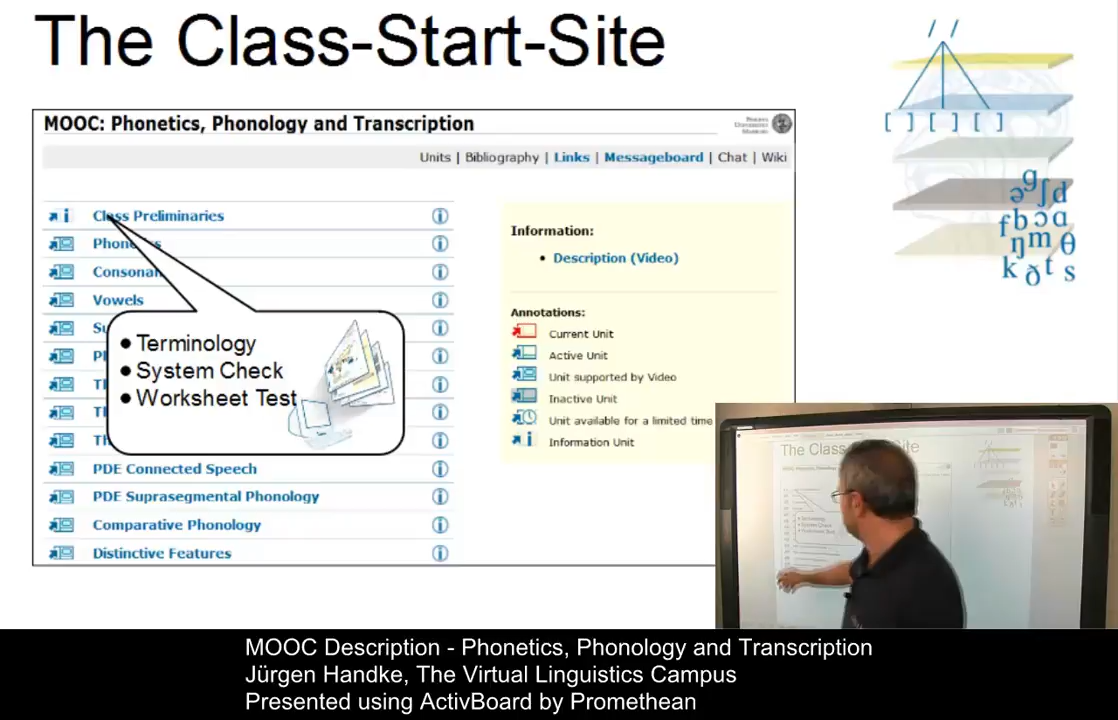 The Class-Start-Site
/ /
[ ] [ ] [ ]
ə g ʃ d
f b ɔ ɑ
ŋ m θ
k ð t s
MOOC: Phonetics, Phonology and Transcription
Units | Bibliography | Links | Messageboard | Chat | Wiki
Class Preliminaries
Vowels
PDE Connected Speech
PDE Suprasegmental Phonology
Comparative Phonology
Distinctive Features
• Terminology
• System Check
• Worksheet Test
Information:
• Description (Video)
Annotations:
Current Unit
Active Unit
Unit supported by Video
Inactive Unit
Unit available for a limited time
Information Unit
The Class Site
MOOC Description - Phonetics, Phonology and Transcription
Jürgen Handke, The Virtual Linguistics Campus
Presented using ActivBoard by Promethean